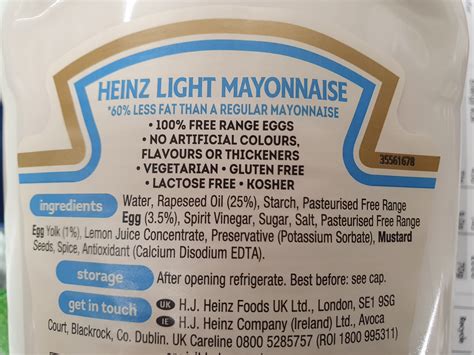 HEINZ LIGHT MAYONNAISE
*60% LESS FAT THAN A REGULAR MAYONNAISE
• 100% FREE RANGE EGGS
• NO ARTIFICIAL COLOURS,
FLAVOURS OR THICKENERS
• VEGETARIAN • GLUTEN FREE
• LACTOSE FREE • KOSHER
35561678
ingredients Water, Rapeseed Oil (25%), Starch, Pasteurised Free Range
Egg (3.5%), Spirit Vinegar, Sugar, Salt, Pasteurised Free Range
Egg Yolk (1%), Lemon Juice Concentrate, Preservative (Potassium Sorbate), Mustard
Seeds, Spice, Antioxidant (Calcium Disodium EDTA).
storage After opening refrigerate. Best before: see cap.
get in touch UK H.J. Heinz Foods UK Ltd., London, SE1 9SG
IE H.J. Heinz Company (Ireland) Ltd., Avoca
Court, Blackrock, Co. Dublin. UK Careline 0800 5285757 (ROI 1800 995311)